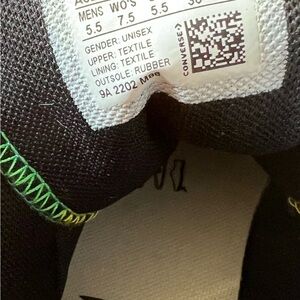 MENS WO'S
5.5 7.5 5.5
GENDER: UNISEX
UPPER: TEXTILE
LINING: TEXTILE
OUTSOLE: RUBBER
9A 2202
CONVERSE